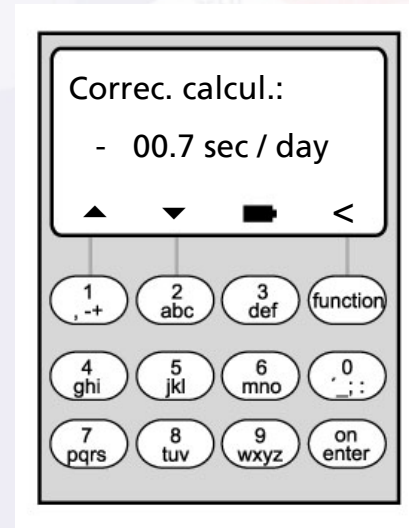 Correc. calcul.:
- 00.7 sec / day
<
1 2 3 function
, -+ abc def
4 5 6 0
ghi jkl mno ´_;:
7 8 9 on
pqrs tuv wxyz enter